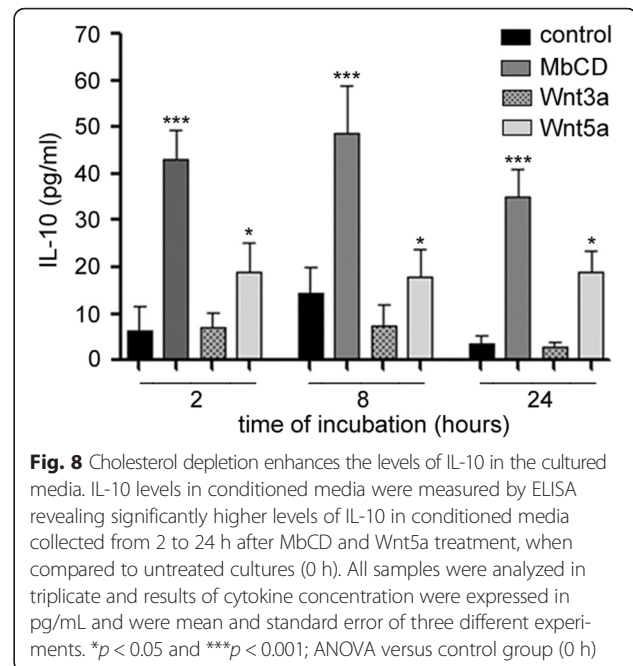 70
60
50
40
30
20
10
0
IL-10 (pg/ml)
control
MbCD
Wnt3a
Wnt5a
***
*
***
*
***
*
2 8 24
time of incubation (hours)
Fig. 8 Cholesterol depletion enhances the levels of IL-10 in the cultured
media. IL-10 levels in conditioned media were measured by ELISA
revealing significantly higher levels of IL-10 in conditioned media
collected from 2 to 24 h after MbCD and Wnt5a treatment, when
compared to untreated cultures (0 h). All samples were analyzed in
triplicate and results of cytokine concentration were expressed in
pg/mL and were mean and standard error of three different experi-
ments. *p < 0.05 and ***p < 0.001; ANOVA versus control group (0 h)